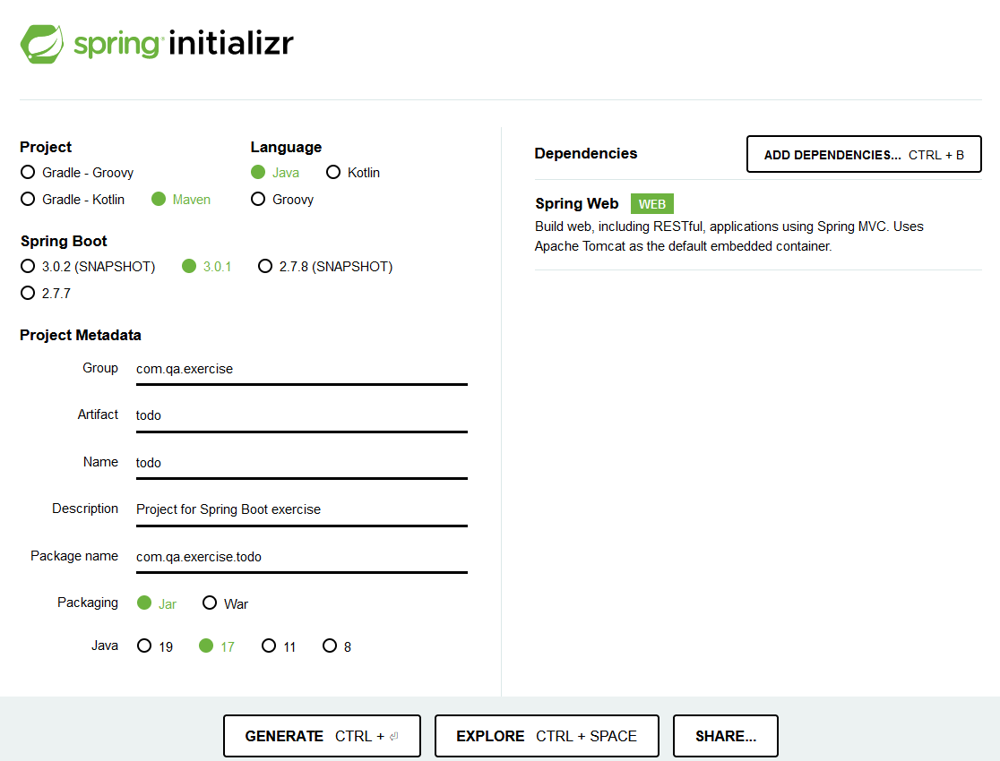 spring initializr
Project
Gradle - Groovy
Gradle - Kotlin Maven
Language
Java Kotlin
Groovy
Spring Boot
3.0.2 (SNAPSHOT) 3.0.1 2.7.8 (SNAPSHOT)
2.7.7
Project Metadata
Group com.qa.exercise
Artifact todo
Name todo
Description Project for Spring Boot exercise
Package name com.qa.exercise.todo
Packaging Jar War
Java 19 17 11 8
Dependencies ADD DEPENDENCIES... CTRL + B
Spring Web WEB
Build web, including RESTful, applications using Spring MVC. Uses
Apache Tomcat as the default embedded container.
GENERATE CTRL + ⏎ EXPLORE CTRL + SPACE SHARE...